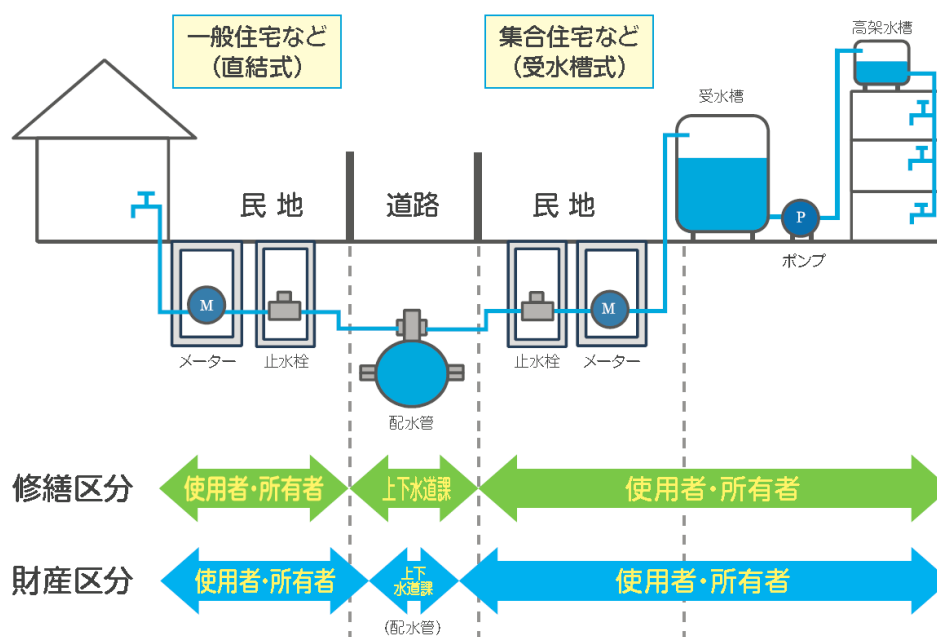 一般住宅など
(直結式)
集合住宅など
(受水槽式)
高架水槽
受水槽
民地
道路
民地
P
ポンプ
M
M
メーター
止水栓
止水栓
メーター
配水管
修繕区分
使用者・所有者
上下水道課
使用者・所有者
財産区分
使用者・所有者
上下
水道課
使用者・所有者
(配水管)